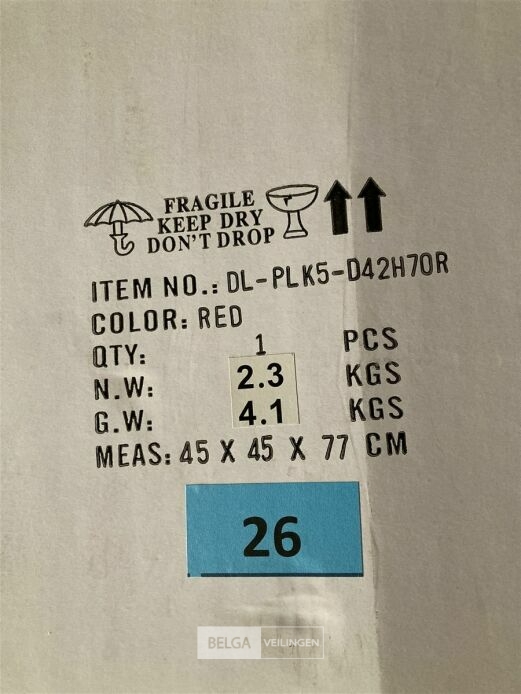 FRAGILE
KEEP DRY
DON'T DROP
ITEM NO.: DL-PLK5-D42H70R
COLOR: RED
QTY: 1 PCS
N.W: 2.3 KGS
G.W: 4.1 KGS
MEAS: 45 X 45 X 77 CM
26
BELGA VEILINGEN